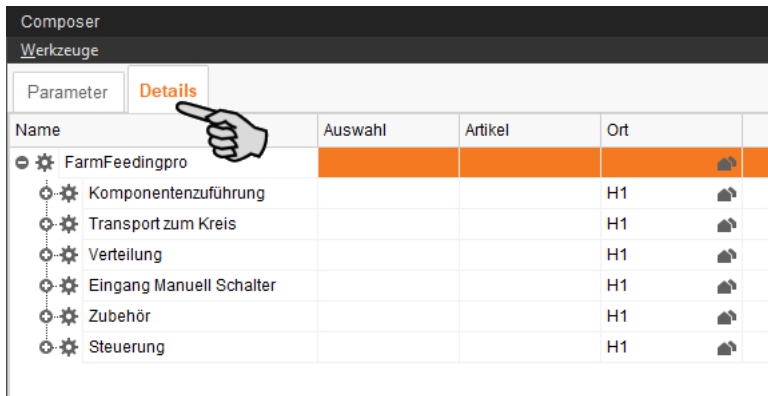 Composer
Werkzeuge
Parameter Details
Name Auswahl Artikel Ort
FarmFeedingpro
Komponentenzuführung H1
Transport zum Kreis H1
Verteilung H1
Eingang Manuell Schalter H1
Zubehör H1
Steuerung H1